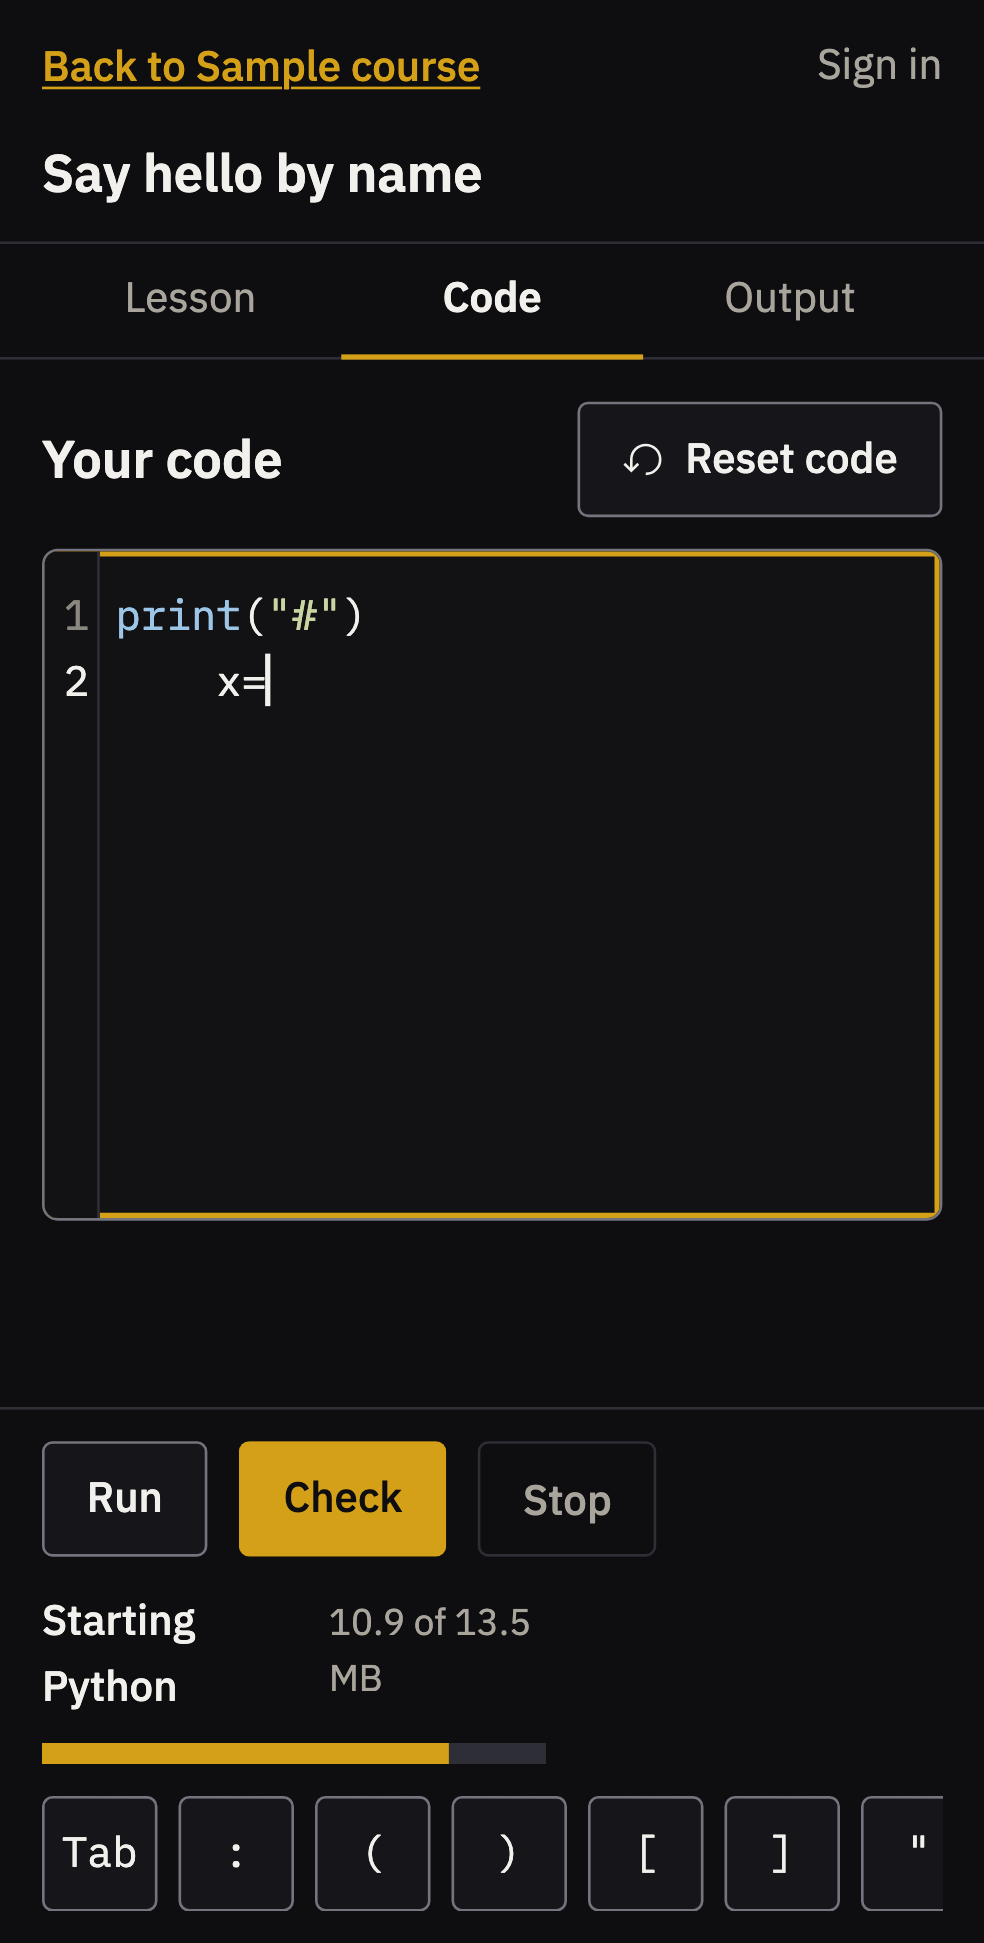 Back to Sample course
Sign in
Say hello by name
Lesson
Code
Output
Your code
Reset code
1 print("#")
2     x=
Run
Check
Stop
Starting
Python
10.9 of 13.5
MB
Tab
:
(
)
[
]
"